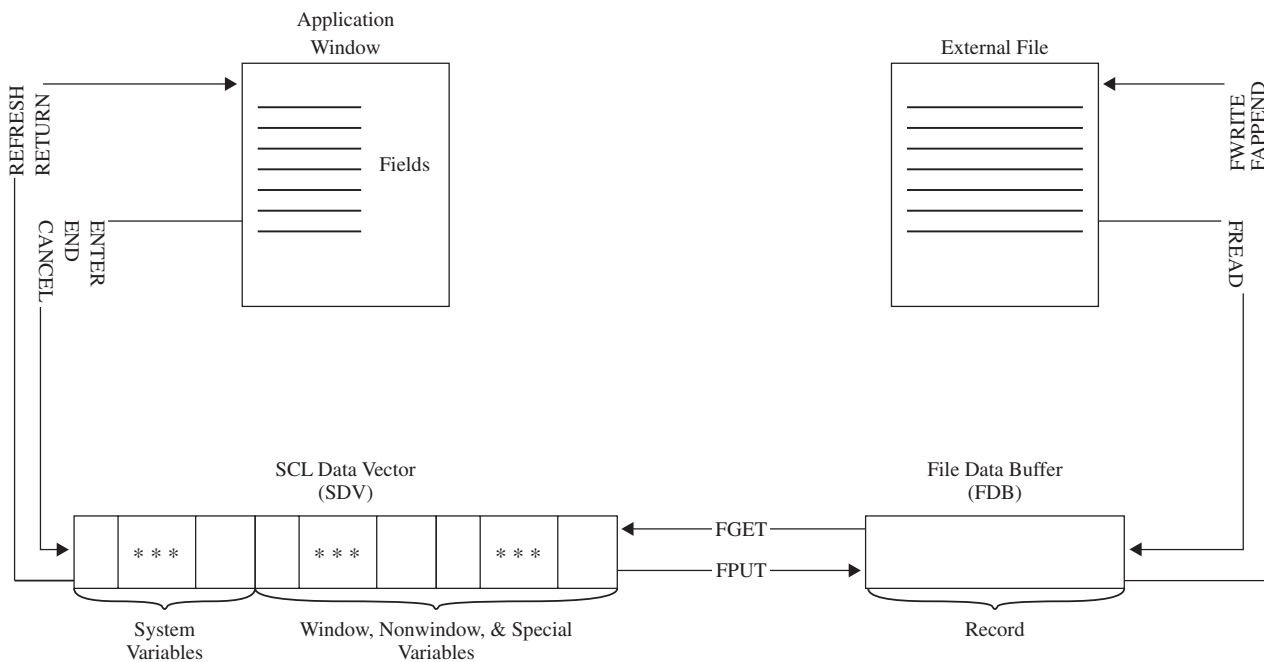 Application
Window
External File
REFRESH
RETURN
Fields
ENTER
END
CANCEL
FWRITE
FAPPEND
FREAD
SCL Data Vector
(SDV)
File Data Buffer
(FDB)
* * *
* * *
* * *
FGET
FPUT
System
Variables
Window, Nonwindow, & Special
Variables
Record